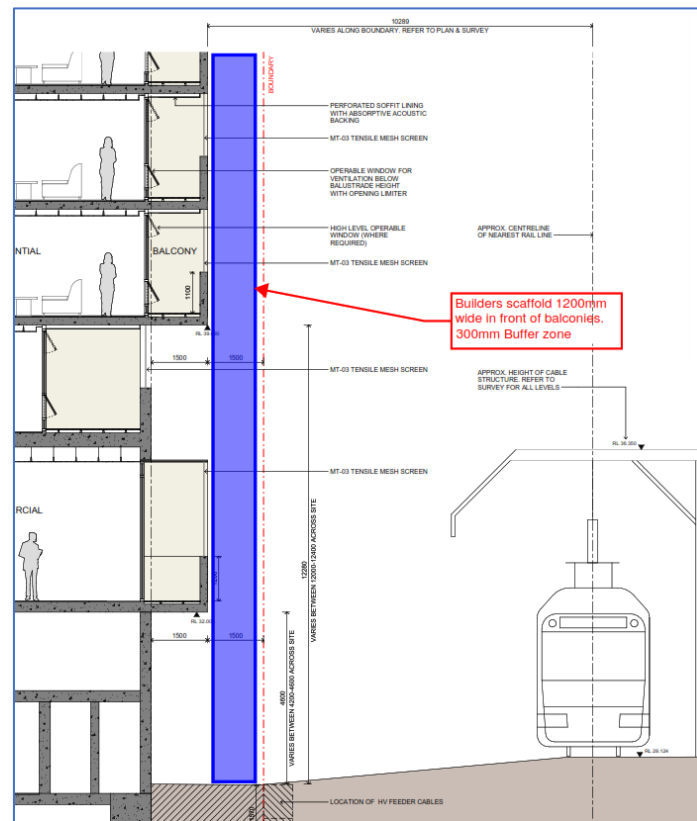 10289
VARIES ALONG BOUNDARY. REFER TO PLAN & SURVEY
BOUNDARY
PERFORATED SOFFIT LINING
WITH ABSORPTIVE ACOUSTIC
BACKING
MT-03 TENSILE MESH SCREEN
OPERABLE WINDOW FOR
VENTILATION BELOW
BALUSTRADE HEIGHT
WITH OPENING LIMITER
HIGH LEVEL OPERABLE
WINDOW (WHERE
REQUIRED)
APPROX. CENTRELINE
OF NEAREST RAIL LINE
NTIAL
BALCONY
MT-03 TENSILE MESH SCREEN
1100
Builders scaffold 1200mm
wide in front of balconies.
300mm Buffer zone
RL 39.
1500
1500
MT-03 TENSILE MESH SCREEN
APPROX. HEIGHT OF CABLE
STRUCTURE. REFER TO
SURVEY FOR ALL LEVELS
RL 38.350
MT-03 TENSILE MESH SCREEN
RCIAL
12280
VARIES BETWEEN 12000-12400 ACROSS SITE
RL 32.00
1500
1500
4600
VARIES BETWEEN 4200-4600 ACROSS SITE
RL 29.124
LOCATION OF HV FEEDER CABLES